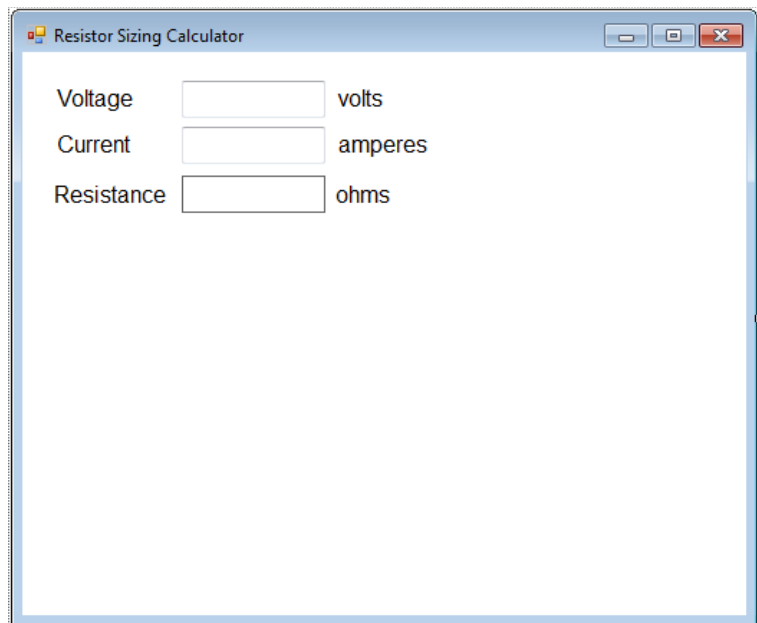 Resistor Sizing Calculator
Voltage volts
Current amperes
Resistance ohms